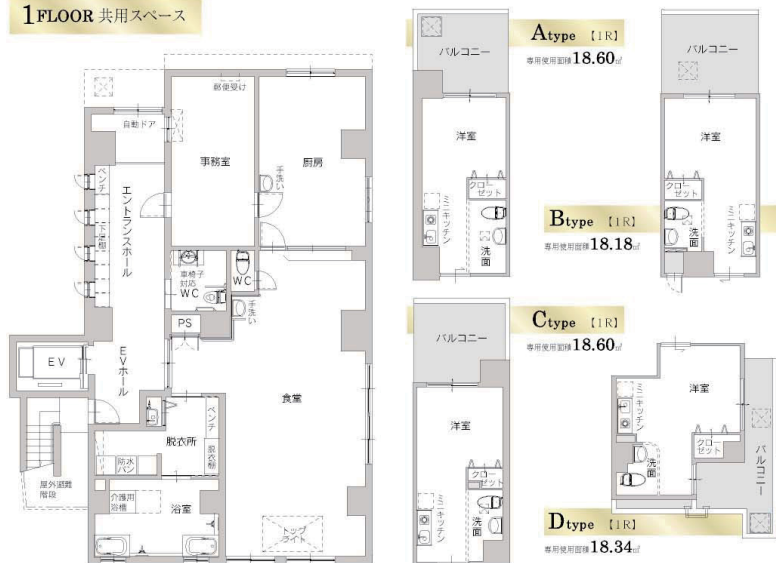 1FLOOR 共用スペース
郵便受け
自動ドア
事務室
厨房
手洗い
ベンチ
エントランスホール
下足棚
車椅子
対応
WC
WC
手洗い
PS
EV
EVホール
食堂
脱衣所
ベンチ
脱衣棚
防水
パン
屋外避難
階段
介護用
浴槽
浴室
トップ
ライト
Atype 【1R】
専用使用面積18.60㎡
バルコニー
洋室
クロー
ゼット
ミニキッチン
洗面
Btype 【1R】
専用使用面積18.18㎡
バルコニー
洋室
クロー
ゼット
ミニキッチン
洗面
Ctype 【1R】
専用使用面積18.60㎡
バルコニー
洋室
クロー
ゼット
ミニキッチン
洗面
Dtype 【1R】
専用使用面積18.34㎡
洋室
ミニキッチン
クロー
ゼット
洗面
バルコニー